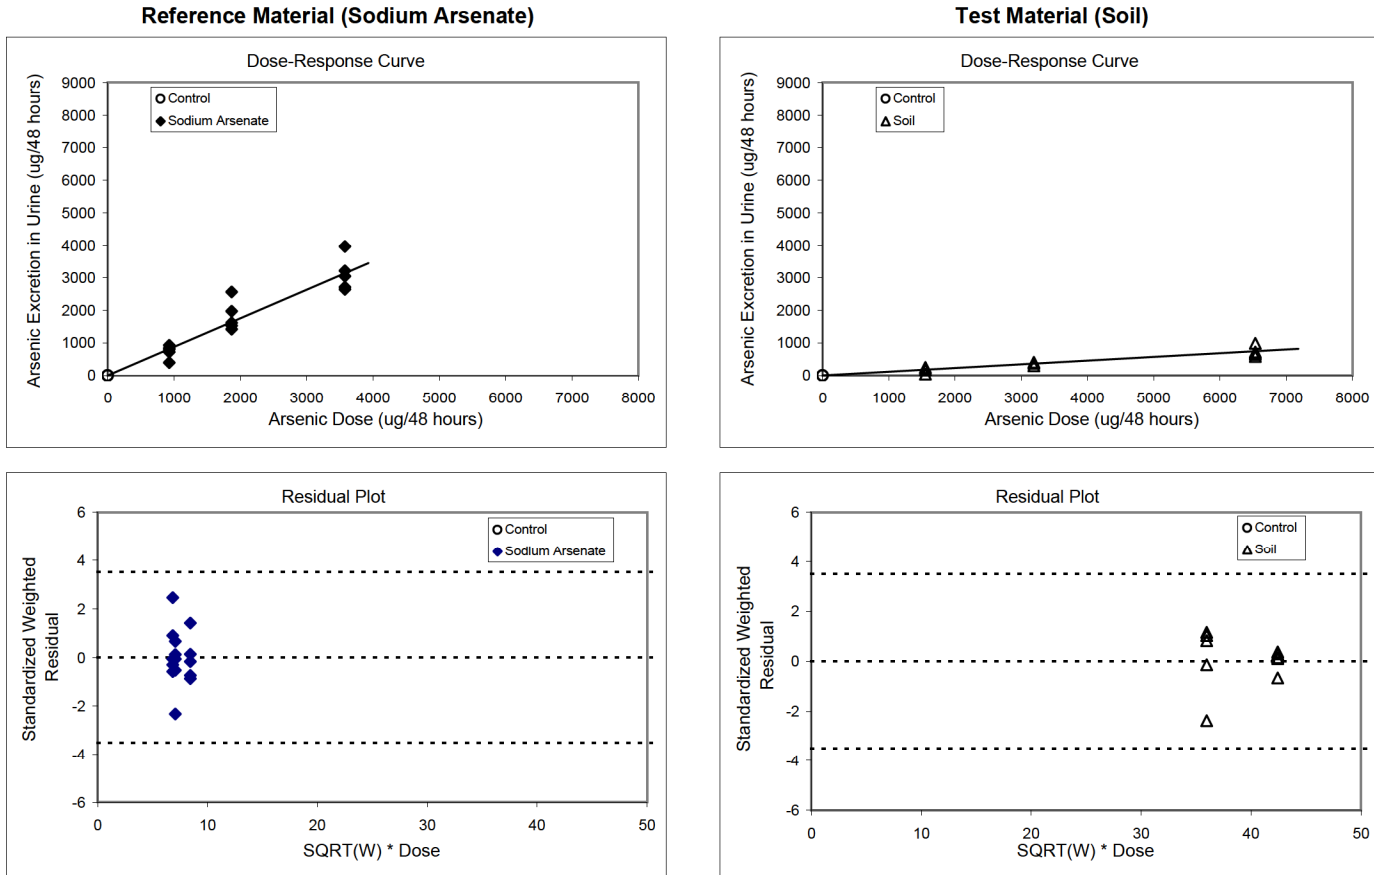 Reference Material (Sodium Arsenate)
Dose-Response Curve
Control
Sodium Arsenate
Arsenic Excretion in Urine (ug/48 hours)
9000
8000
7000
6000
5000
4000
3000
2000
1000
0
0 1000 2000 3000 4000 5000 6000 7000 8000
Arsenic Dose (ug/48 hours)
Test Material (Soil)
Dose-Response Curve
Control
Soil
Arsenic Excretion in Urine (ug/48 hours)
9000
8000
7000
6000
5000
4000
3000
2000
1000
0
0 1000 2000 3000 4000 5000 6000 7000 8000
Arsenic Dose (ug/48 hours)
Residual Plot
Control
Sodium Arsenate
Standardized Weighted
Residual
6
4
2
0
-2
-4
-6
0 10 20 30 40 50
SQRT(W) * Dose
Residual Plot
Control
Soil
Standardized Weighted
Residual
6
4
2
0
-2
-4
-6
0 10 20 30 40 50
SQRT(W) * Dose